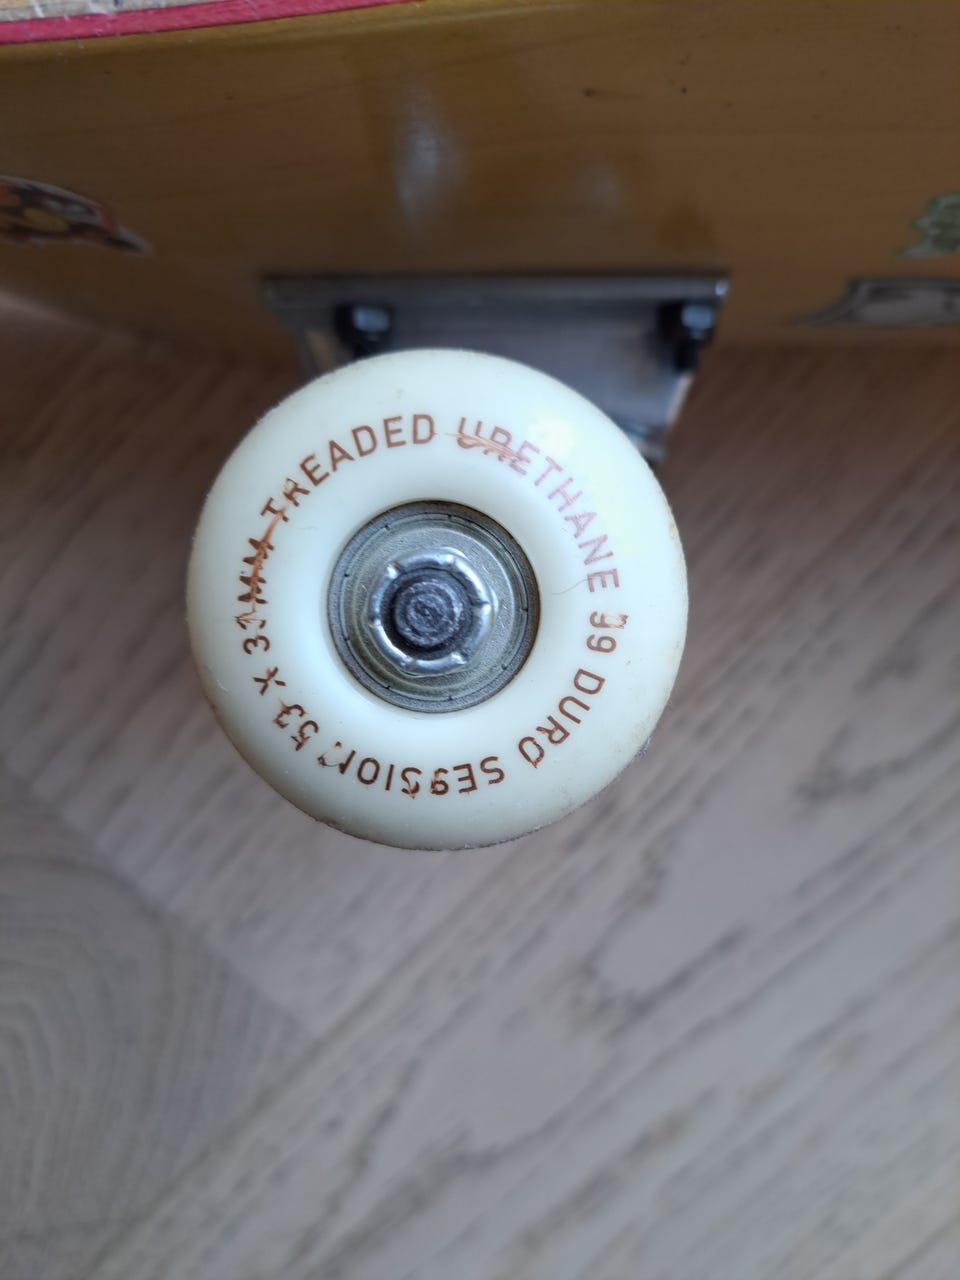 SESSION 53 X 31MM TREADED URETHANE 99 DURO